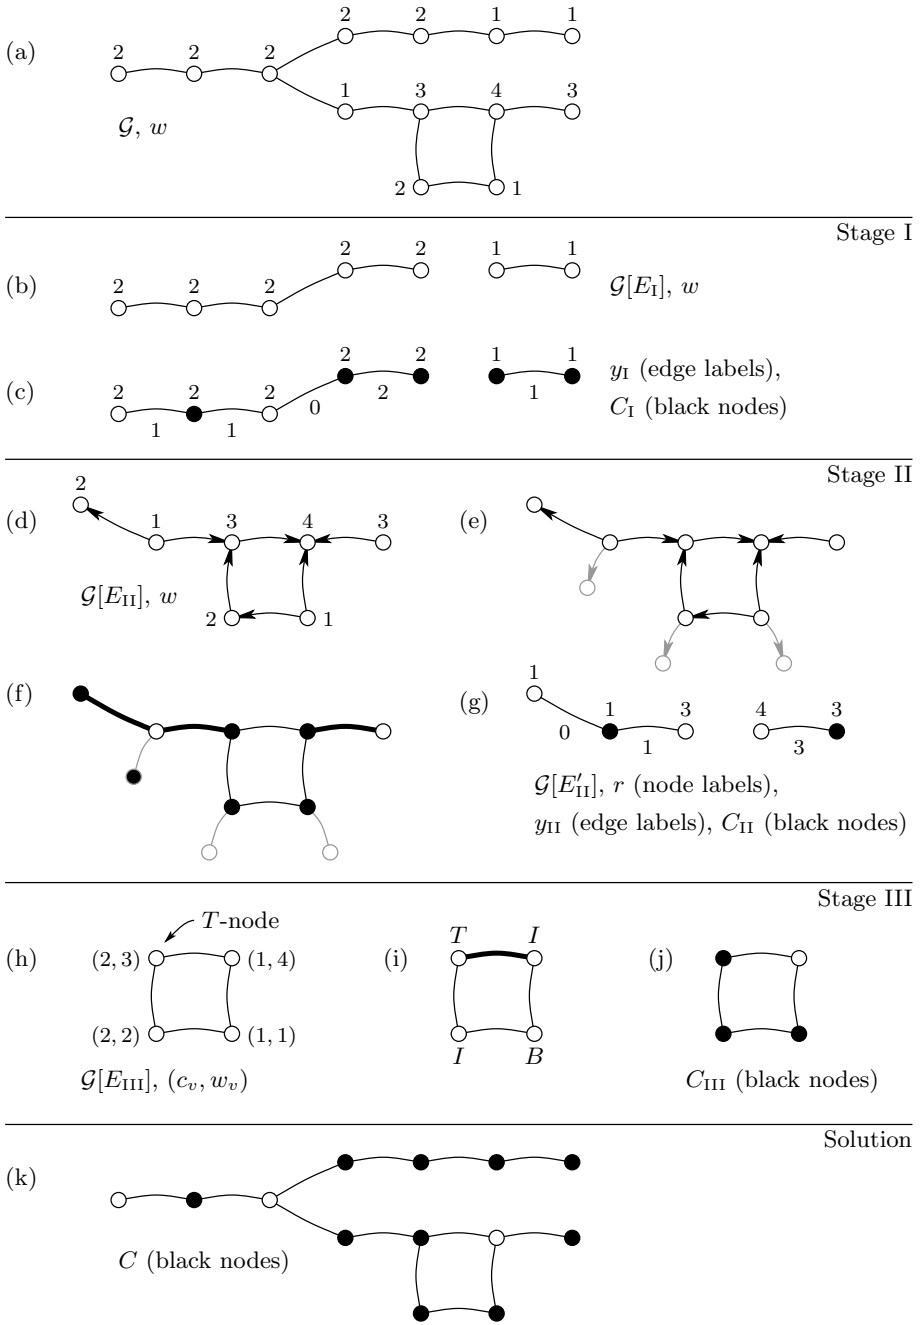 2 2 1 1
(a) 2 2 2
1 3 4 3
𝒢, w
2 1
Stage I
2 2 1 1
(b) 2 2 2
𝒢[E_I], w
2 2 1 1
y_I (edge labels),
(c) 2 2 2
0 2 1
C_I (black nodes)
1 1
Stage II
2
(d) 1 3 4 3
𝒢[E_II], w
2 1
(e)
(f)
(g) 1
1 3 4 3
0 1 3
𝒢[E′_II], r (node labels),
y_II (edge labels), C_II (black nodes)
Stage III
T-node
(h) (2, 3) (1, 4)
(2, 2) (1, 1)
𝒢[E_III], (c_v, w_v)
(i) T I
I B
(j)
C_III (black nodes)
Solution
(k)
C (black nodes)